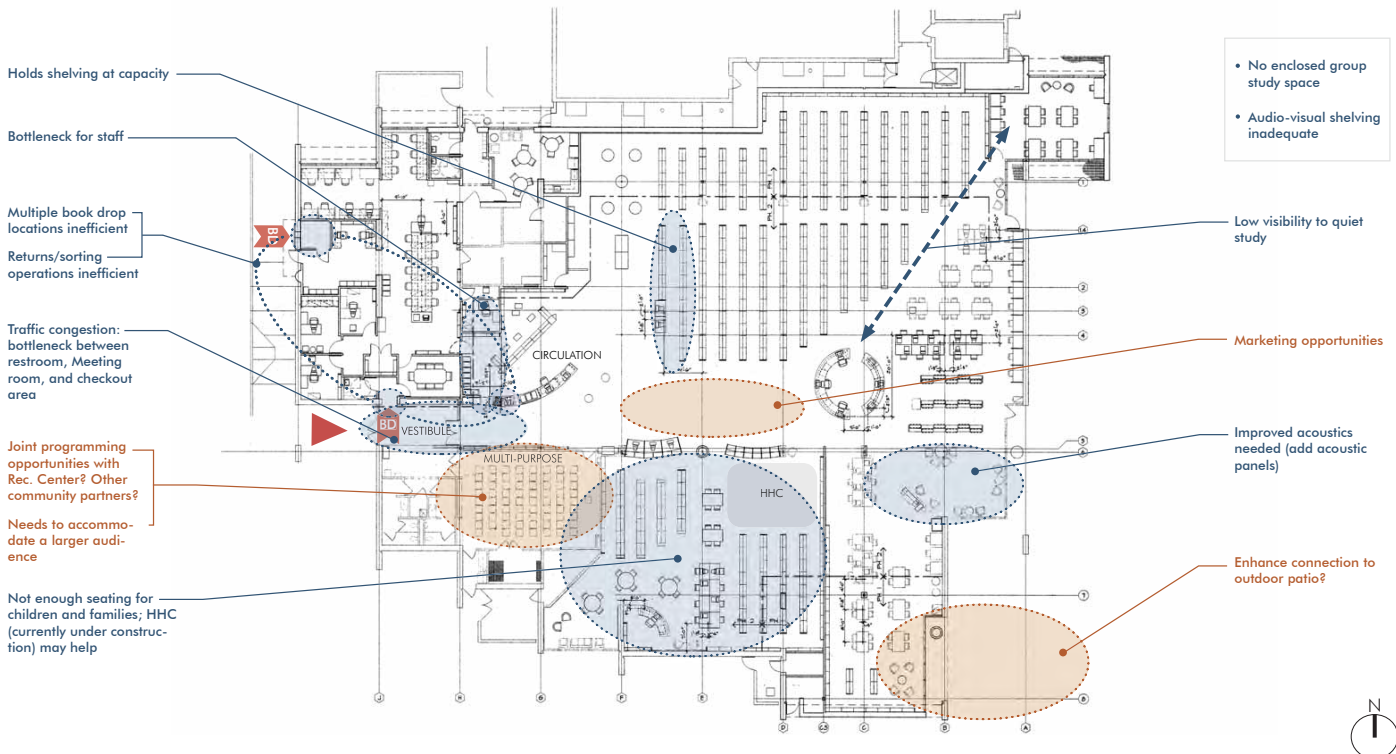 Holds shelving at capacity
Bottleneck for staff
Multiple book drop
locations inefficient
Returns/sorting
operations inefficient
Traffic congestion:
bottleneck between
restroom, Meeting
room, and checkout
area
Joint programming
opportunities with
Rec. Center? Other
community partners?
Needs to accommo-
date a larger audi-
ence
Not enough seating for
children and families; HHC
(currently under construc-
tion) may help
BD
BD
VESTIBULE
CIRCULATION
MULTI-PURPOSE
HHC
• No enclosed group
study space
• Audio-visual shelving
inadequate
Low visibility to quiet
study
Marketing opportunities
Improved acoustics
needed (add acoustic
panels)
Enhance connection to
outdoor patio?
2
3
4
7
J
H
G
F
E
D
C
B
A
N